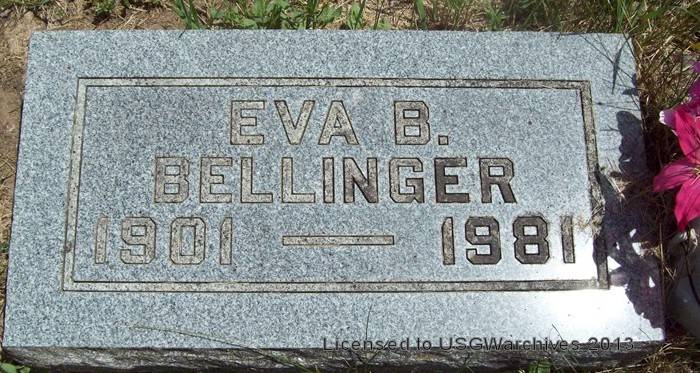 EVA B.
BELLINGER
1901 — 1981
Licensed to USGWarchives 2013